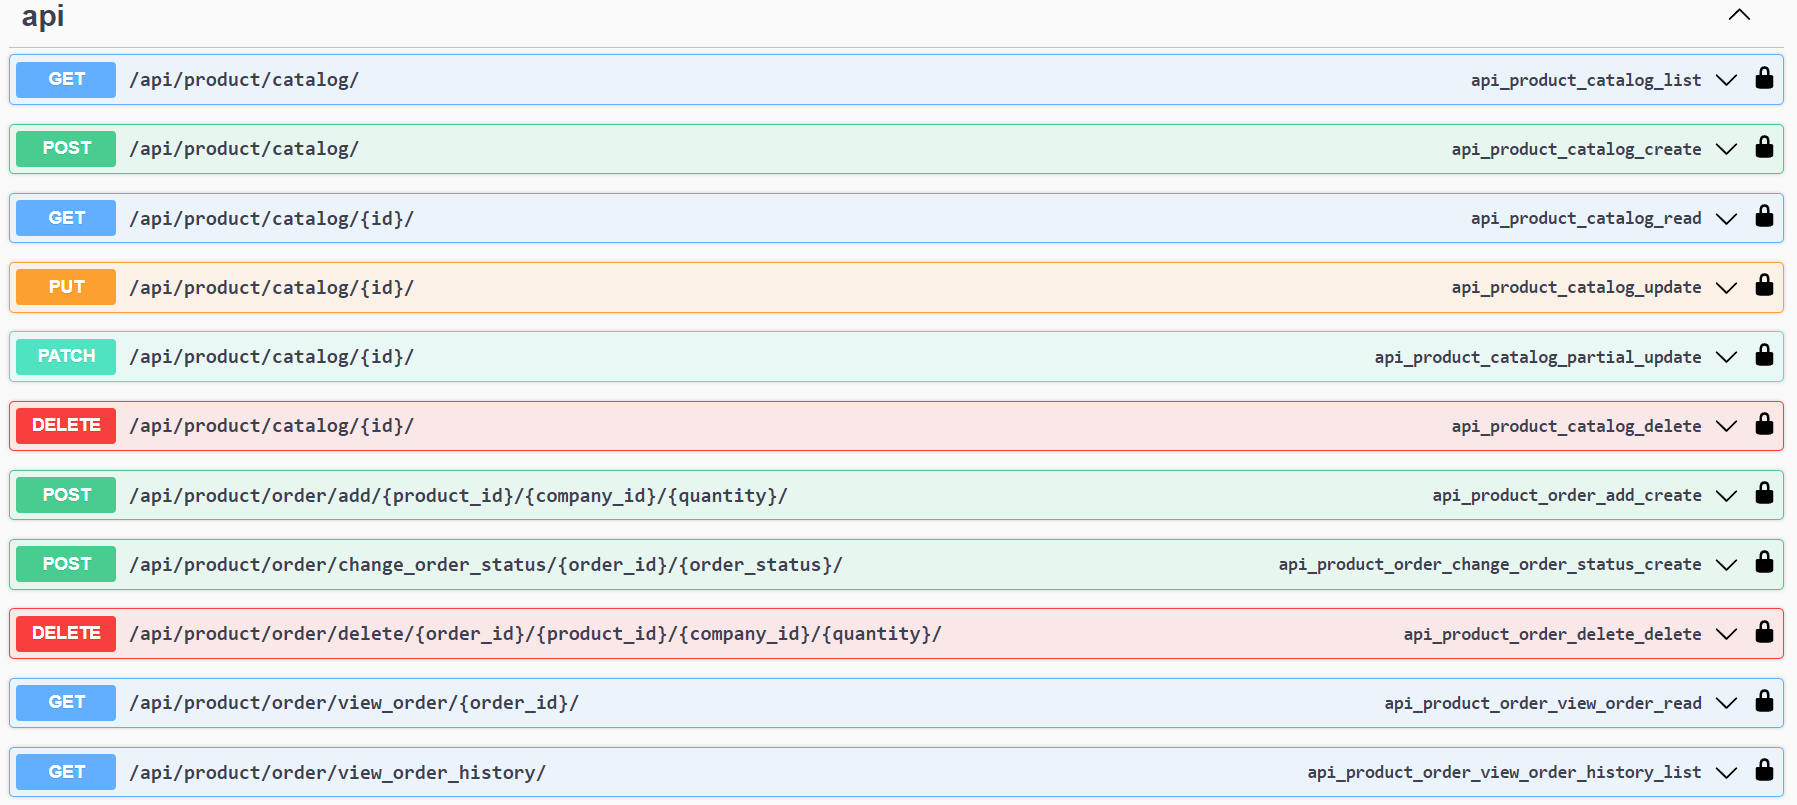 api
GET /api/product/catalog/ api_product_catalog_list
POST /api/product/catalog/ api_product_catalog_create
GET /api/product/catalog/{id}/ api_product_catalog_read
PUT /api/product/catalog/{id}/ api_product_catalog_update
PATCH /api/product/catalog/{id}/ api_product_catalog_partial_update
DELETE /api/product/catalog/{id}/ api_product_catalog_delete
POST /api/product/order/add/{product_id}/{company_id}/{quantity}/ api_product_order_add_create
POST /api/product/order/change_order_status/{order_id}/{order_status}/ api_product_order_change_order_status_create
DELETE /api/product/order/delete/{order_id}/{product_id}/{company_id}/{quantity}/ api_product_order_delete_delete
GET /api/product/order/view_order/{order_id}/ api_product_order_view_order_read
GET /api/product/order/view_order_history/ api_product_order_view_order_history_list